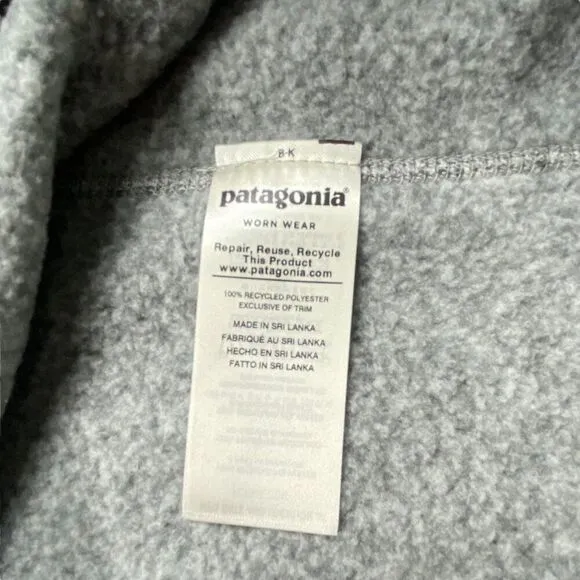 B-K
patagonia®
WORN WEAR
Repair, Reuse, Recycle
This Product
www.patagonia.com
100% RECYCLED POLYESTER
EXCLUSIVE OF TRIM
MADE IN SRI LANKA
FABRIQUÉ AU SRI LANKA
HECHO EN SRI LANKA
FATTO IN SRI LANKA